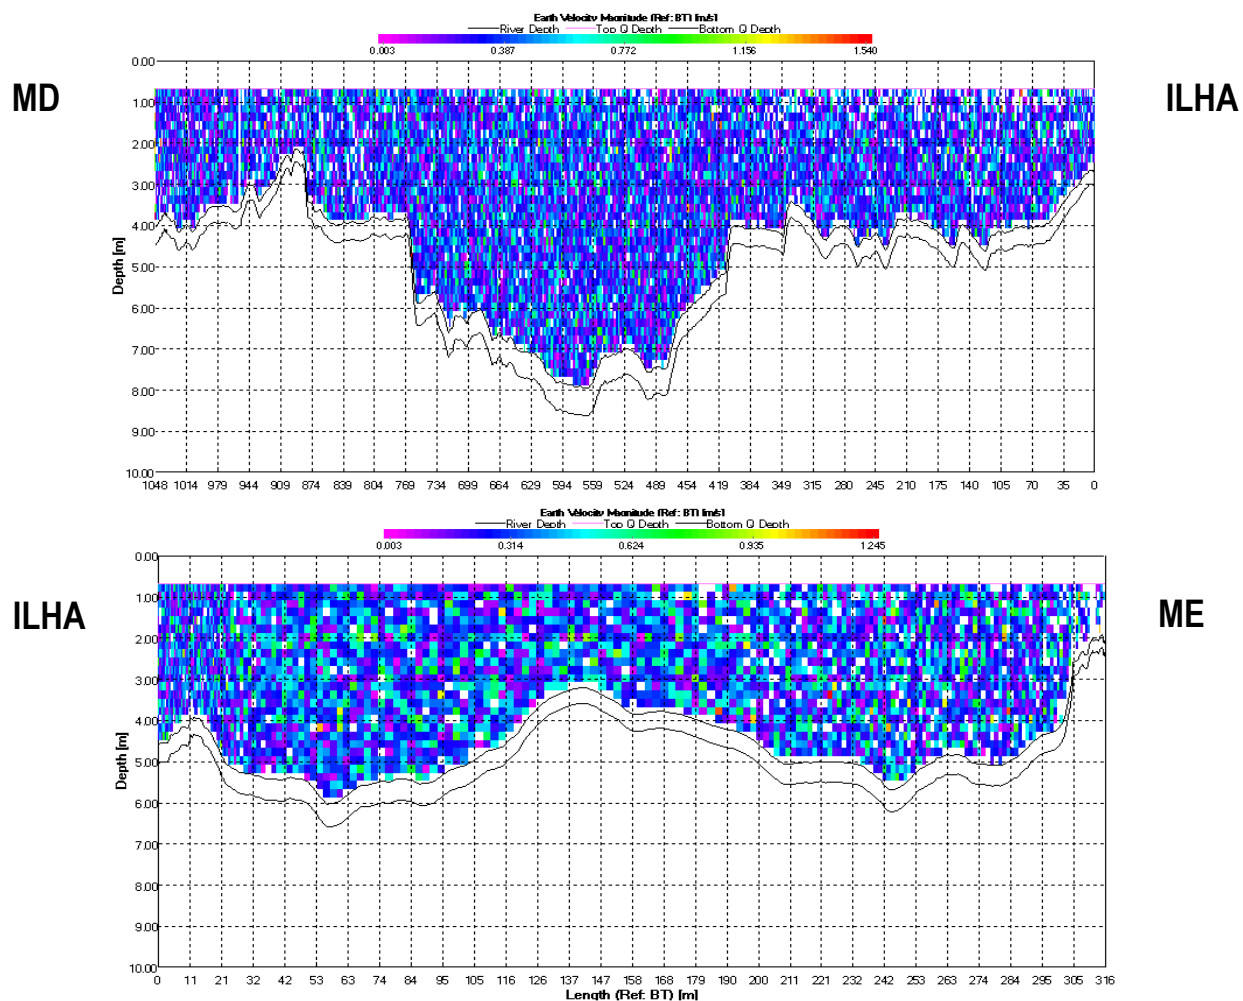 Earth Velocity Magnitude (Ref: BT) [m/s]
River Depth Top Q Depth Bottom Q Depth
0.003 0.387 0.772 1.156 1.540
MD
ILHA
0.00
1.00
2.00
3.00
4.00
5.00
6.00
7.00
8.00
9.00
10.00
Depth [m]
1048 1014 979 944 909 874 839 804 769 734 699 664 629 594 559 524 489 454 419 384 349 315 280 245 210 175 140 105 70 0
Earth Velocity Magnitude (Ref: BT) [m/s]
River Depth Top Q Depth Bottom Q Depth
0.003 0.314 0.624 0.935 1.245
ILHA
ME
0.00
1.00
2.00
3.00
4.00
5.00
6.00
7.00
8.00
9.00
10.00
Depth [m]
0 11 21 32 42 53 63 74 84 95 105 116 126 137 147 158 168 179 190 200 211 221 232 242 253 263 274 284 295 305 316
Length (Ref: BT) [m]